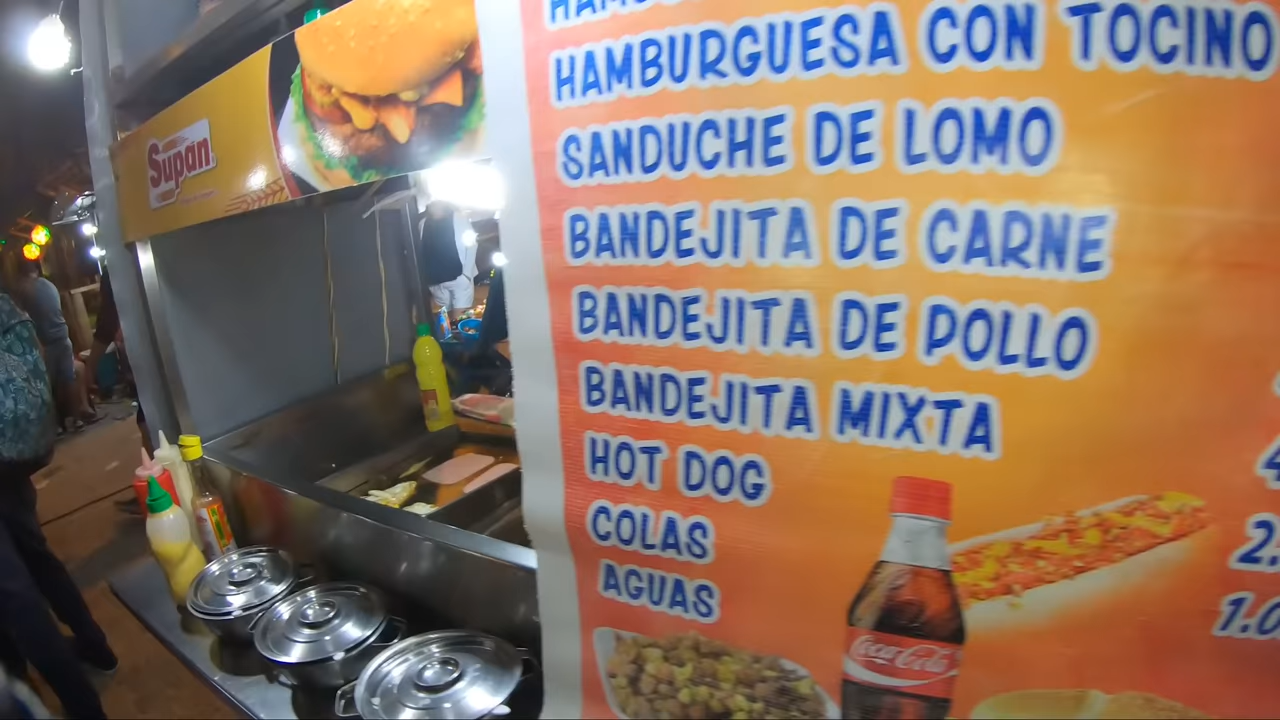 Supan
HAMBURGUESA CON TOCINO
SANDUCHE DE LOMO
BANDEJITA DE CARNE
BANDEJITA DE POLLO
BANDEJITA MIXTA
HOT DOG
COLAS
AGUAS
Coca-Cola